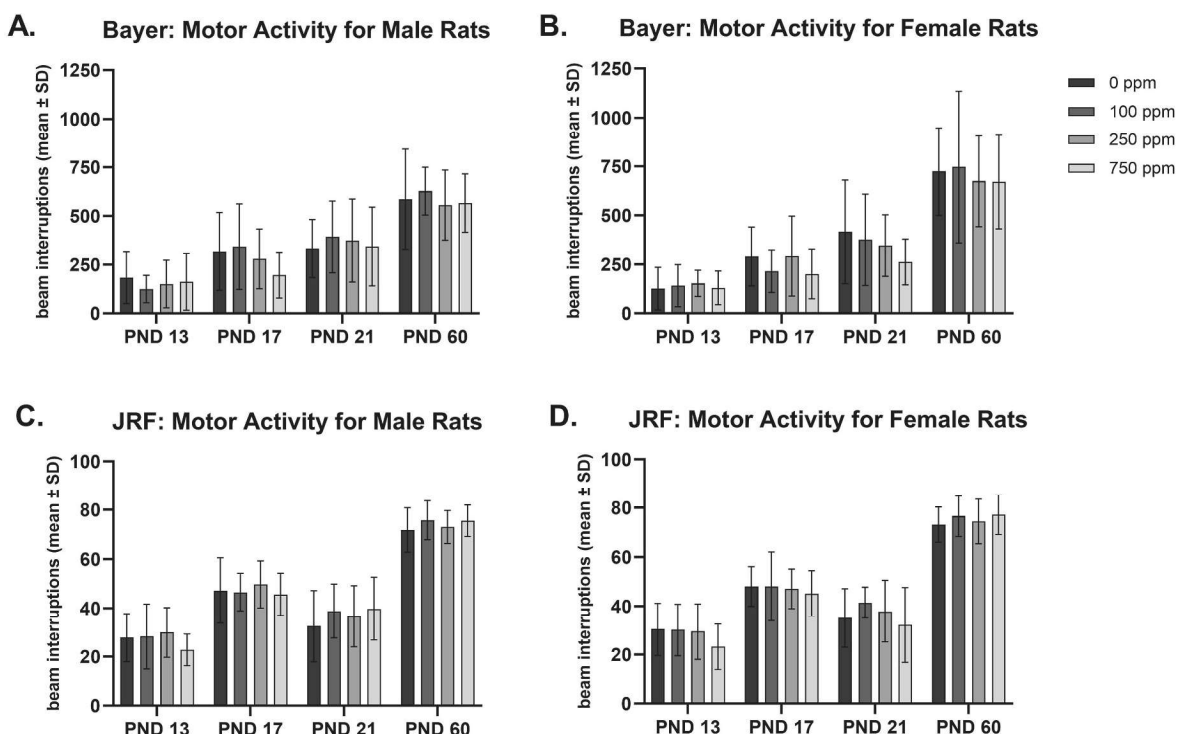 A. Bayer: Motor Activity for Male Rats
beam interruptions (mean ± SD)
1250
1000
750
500
250
0
PND 13 PND 17 PND 21 PND 60
B. Bayer: Motor Activity for Female Rats
beam interruptions (mean ± SD)
1250
1000
750
500
250
0
PND 13 PND 17 PND 21 PND 60
0 ppm
100 ppm
250 ppm
750 ppm
C. JRF: Motor Activity for Male Rats
beam interruptions (mean ± SD)
100
80
60
40
20
0
PND 13 PND 17 PND 21 PND 60
D. JRF: Motor Activity for Female Rats
beam interruptions (mean ± SD)
100
80
60
40
20
0
PND 13 PND 17 PND 21 PND 60